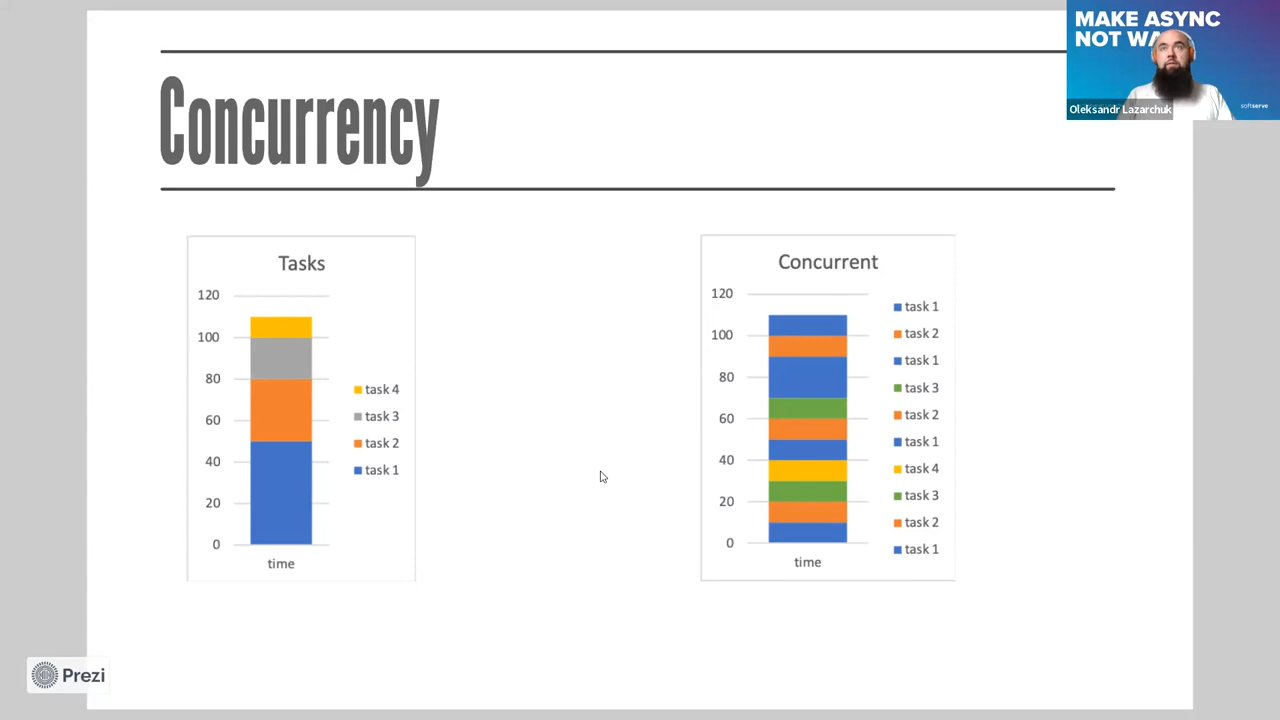 MAKE ASYNC
NOT WA
Oleksandr Lazarchuk
softserve
Concurrency
Tasks
120
100
80
60
40
20
0
time
task 4
task 3
task 2
task 1
Concurrent
120
100
80
60
40
20
0
time
task 1
task 2
task 1
task 3
task 2
task 1
task 4
task 3
task 2
task 1
Prezi